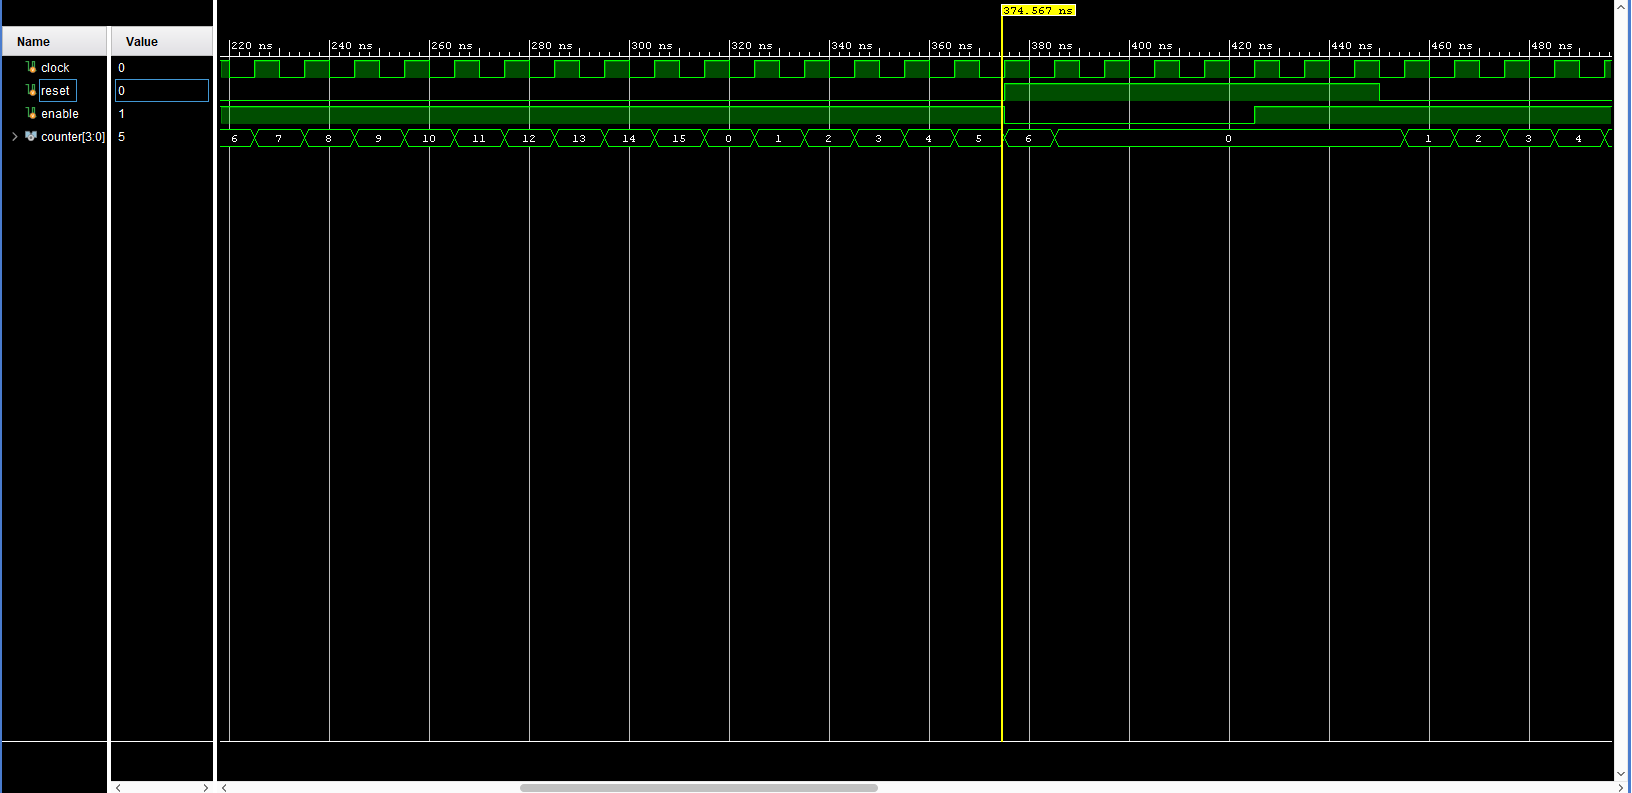 374.567 ns
Name Value
220 ns 240 ns 260 ns 280 ns 300 ns 320 ns 340 ns 360 ns 380 ns 400 ns 420 ns 440 ns 460 ns 480 ns
clock 0
reset 0
enable 1
counter[3:0] 5 6 7 8 9 10 11 12 13 14 15 0 1 2 3 4 5 6 0 1 2 3 4